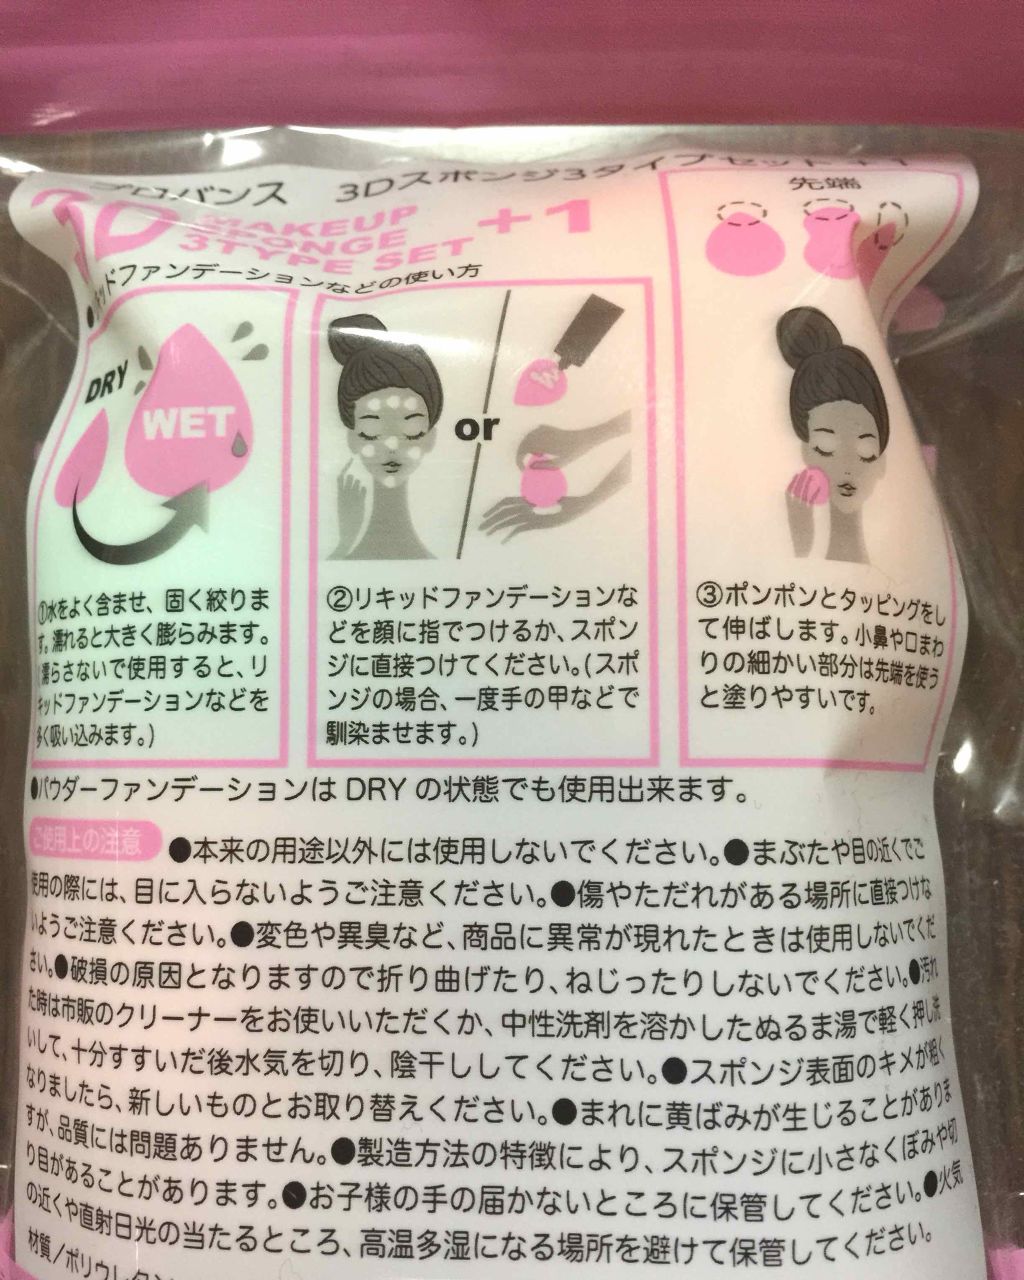 プロバンス 3Dスポンジ3タイプセット+1
3D MAKEUP
SPONGE
3TYPE SET +1
先端
●リキッドファンデーションなどの使い方
DRY
WET
or
①水をよく含ませ、固く絞りま
す。濡れると大きく膨らみます。
(濡らさないで使用すると、リ
キッドファンデーションなどを
多く吸い込みます。)
②リキッドファンデーションな
どを顔に指でつけるか、スポン
ジに直接つけてください。(スポ
ンジの場合、一度手の甲などで
馴染ませます。)
③ポンポンとタッピングをし
て伸ばします。小鼻や口まわ
りの細かい部分は先端を使う
と塗りやすいです。
●パウダーファンデーションはDRYの状態でも使用出来ます。
ご使用上の注意 ●本来の用途以外には使用しないでください。●まぶたや目の近くでご
使用の際には、目に入らないようご注意ください。●傷やただれがある場所に直接つけな
いようご注意ください。●変色や異臭など、商品に異常が現れたときは使用しないでくだ
さい。●破損の原因となりますので折り曲げたり、ねじったりしないでください。●汚れ
た時は市販のクリーナーをお使いいただくか、中性洗剤を溶かしたぬるま湯で軽く押し洗
いして、十分すすいだ後水気を切り、陰干ししてください。●スポンジ表面のキメが粗く
なりましたら、新しいものとお取り替えください。●まれに黄ばみが生じることがありま
すが、品質には問題ありません。●製造方法の特徴により、スポンジに小さなくぼみや切
り目があることがあります。●お子様の手の届かないところに保管してください。●火気
の近くや直射日光の当たるところ、高温多湿になる場所を避けて保管してください。
材質/ポリウレタン